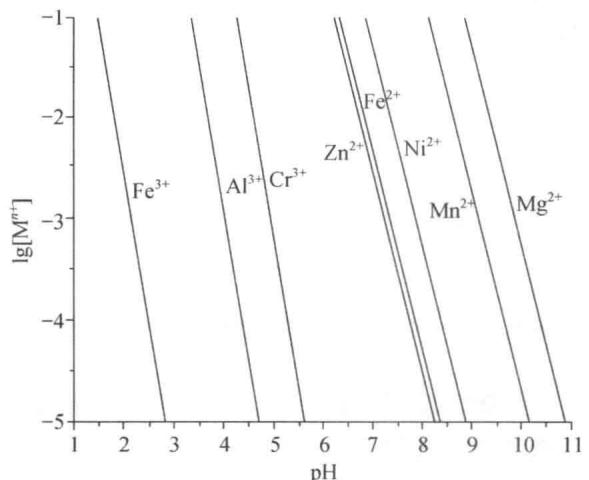 −1
−2
−3
−4
−5
lg[Mⁿ⁺]
Fe³⁺
Al³⁺
Cr³⁺
Zn²⁺
Fe²⁺
Ni²⁺
Mn²⁺
Mg²⁺
1 2 3 4 5 6 7 8 9 10 11
pH